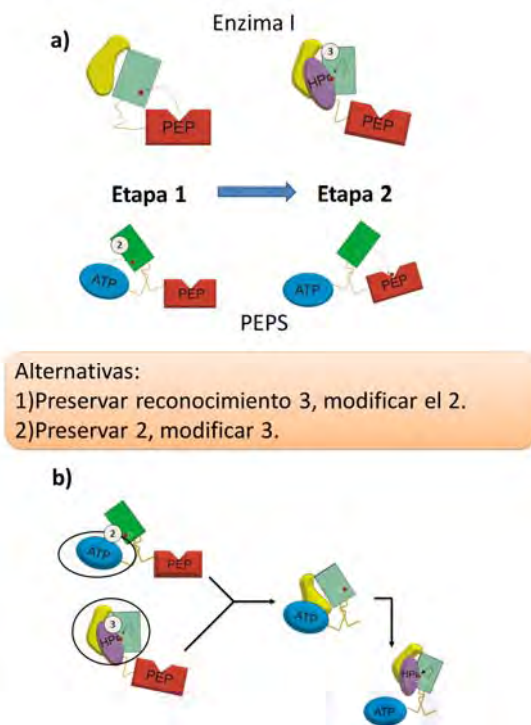 Enzima I
a)
3
HPr
PEP
PEP
Etapa 1
Etapa 2
2
ATP
PEP
ATP
PEP
PEPS
Alternativas:
1)Preservar reconocimiento 3, modificar el 2.
2)Preservar 2, modificar 3.
b)
2
ATP
PEP
3
HPr
PEP
ATP
HPr
ATP